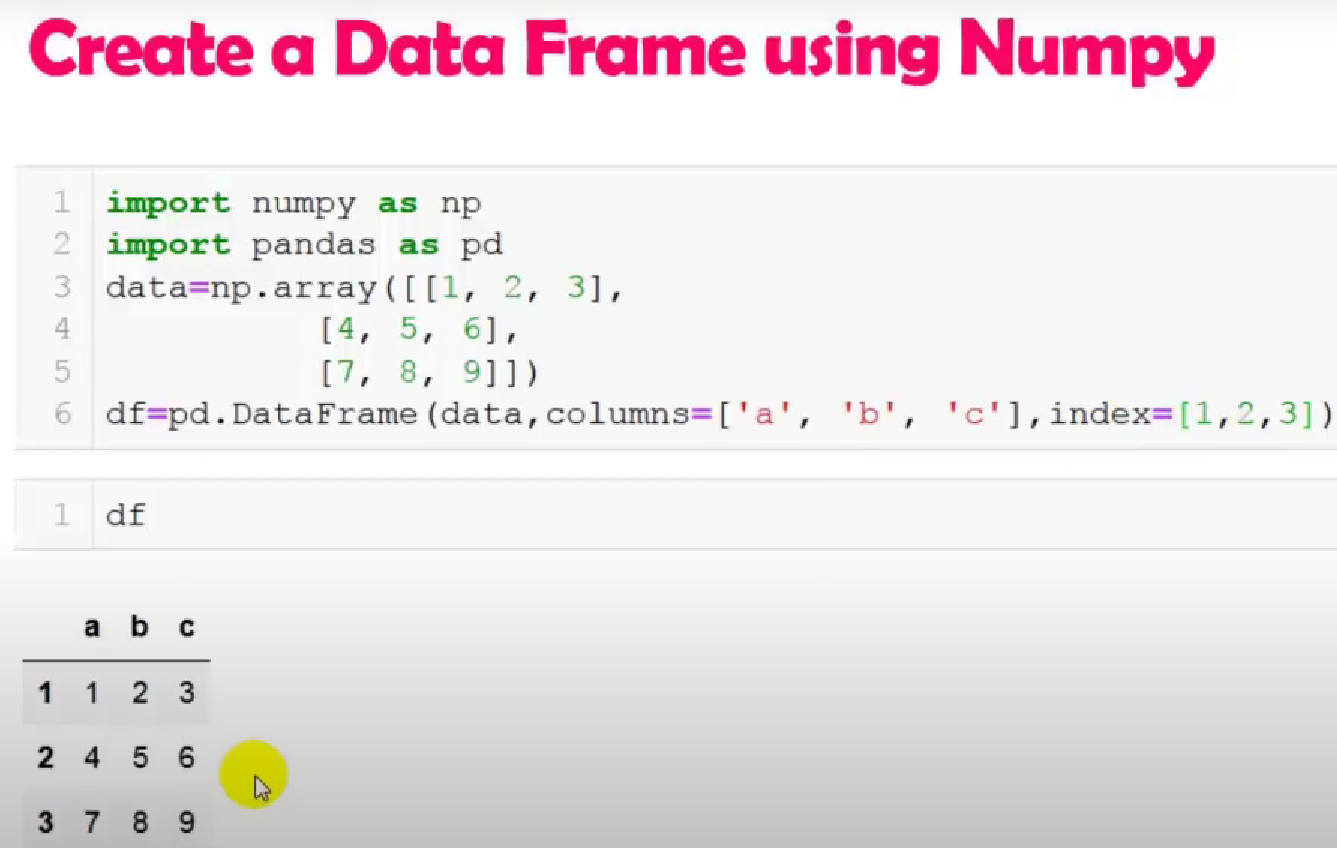 Create a Data Frame using Numpy
1 import numpy as np
2 import pandas as pd
3 data=np.array([[1, 2, 3],
4 [4, 5, 6],
5 [7, 8, 9]])
6 df=pd.DataFrame(data,columns=['a', 'b', 'c'],index=[1,2,3])
1 df
a b c
1 1 2 3
2 4 5 6
3 7 8 9